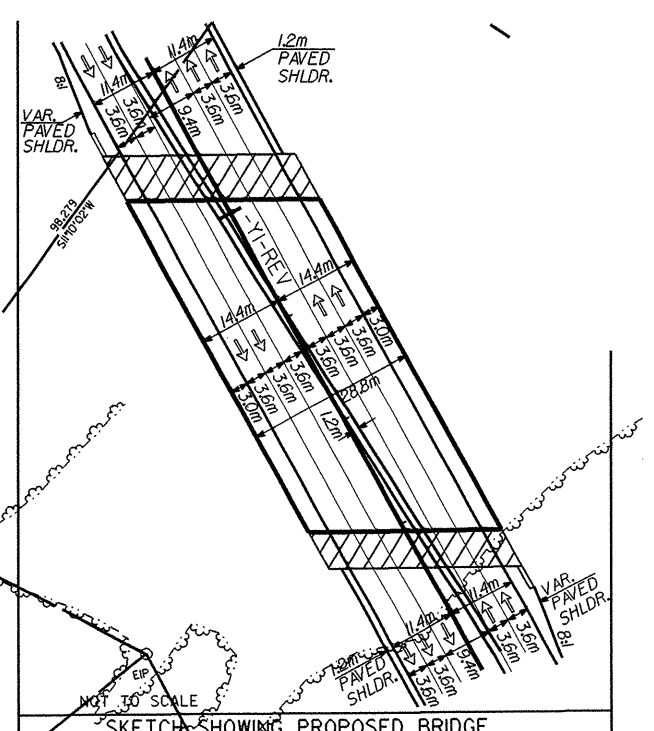 1.2m
PAVED
SHLDR.
11.4m
11.4m
8:1
3.6m
3.6m
9.4m
3.6m
3.6m
VAR.
PAVED
SHLDR.
98.279
S11°10'02"W
-Y1-REV
14.4m
14.4m
3.0m
3.6m
3.6m
3.6m
3.6m
3.6m
3.6m
3.0m
28.8m
1.2m
VAR.
PAVED
SHLDR.
11.4m
11.4m
8:1
3.6m
3.6m
9.4m
3.6m
3.6m
1.2m
PAVED
SHLDR.
EIP
NOT TO SCALE
SKETCH SHOWING PROPOSED BRIDGE